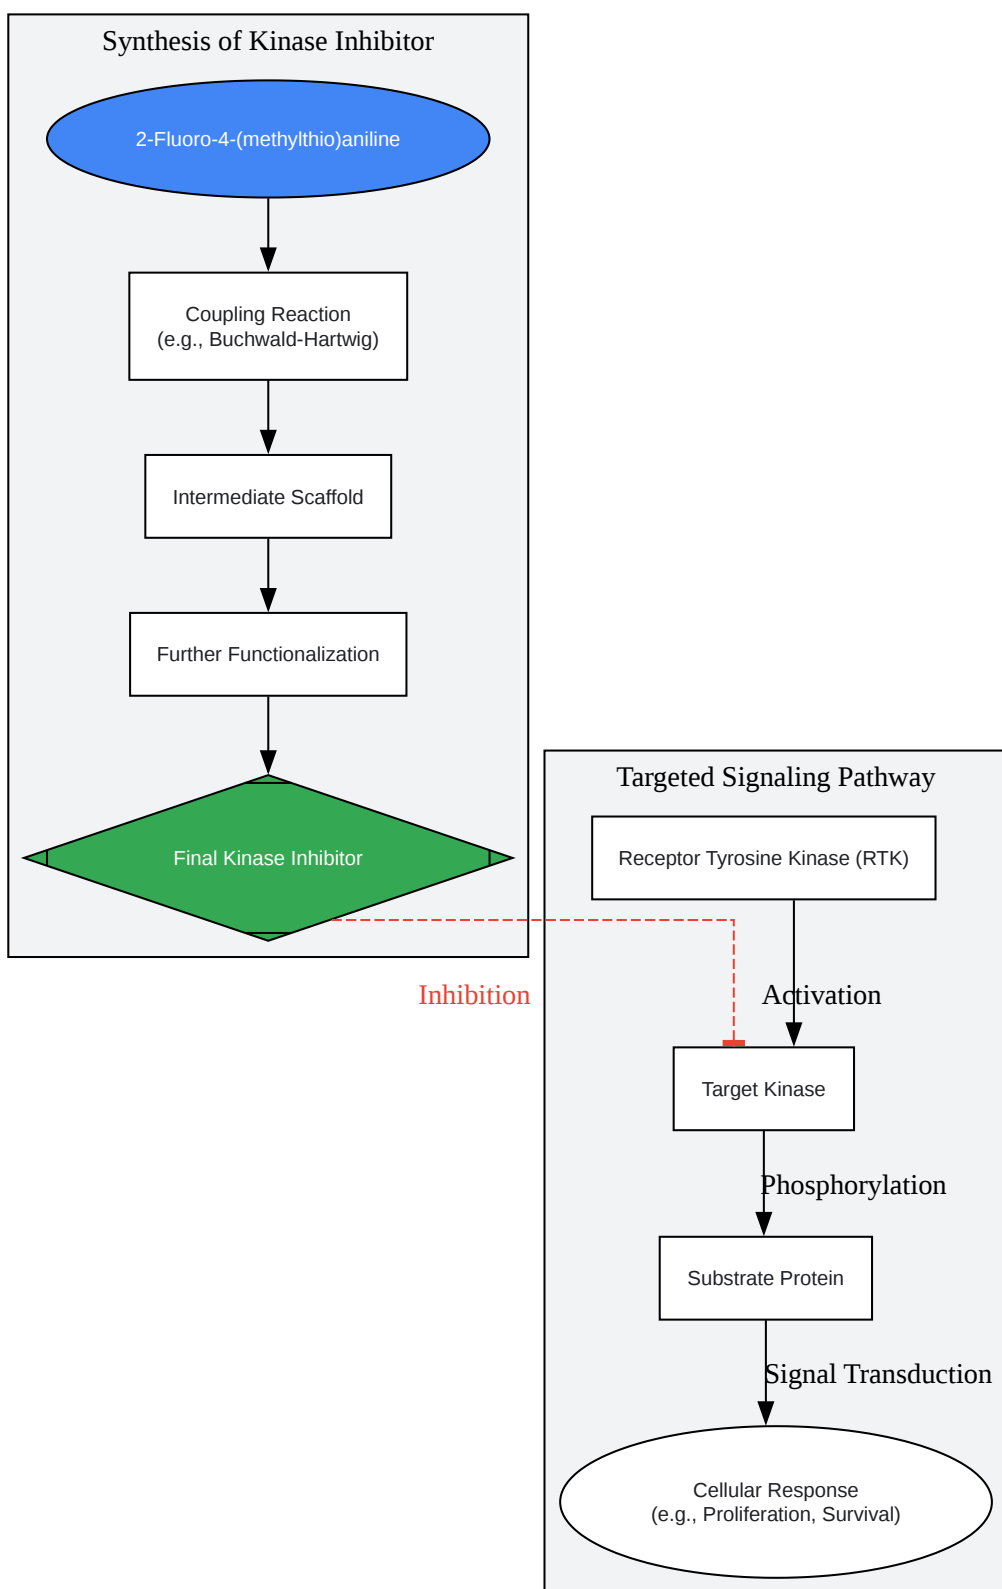 Synthesis of Kinase Inhibitor
2-Fluoro-4-(methylthio)aniline
Coupling Reaction
(e.g., Buchwald-Hartwig)
Intermediate Scaffold
Further Functionalization
Final Kinase Inhibitor
Inhibition
Targeted Signaling Pathway
Receptor Tyrosine Kinase (RTK)
Activation
Target Kinase
Phosphorylation
Substrate Protein
Signal Transduction
Cellular Response
(e.g., Proliferation, Survival)